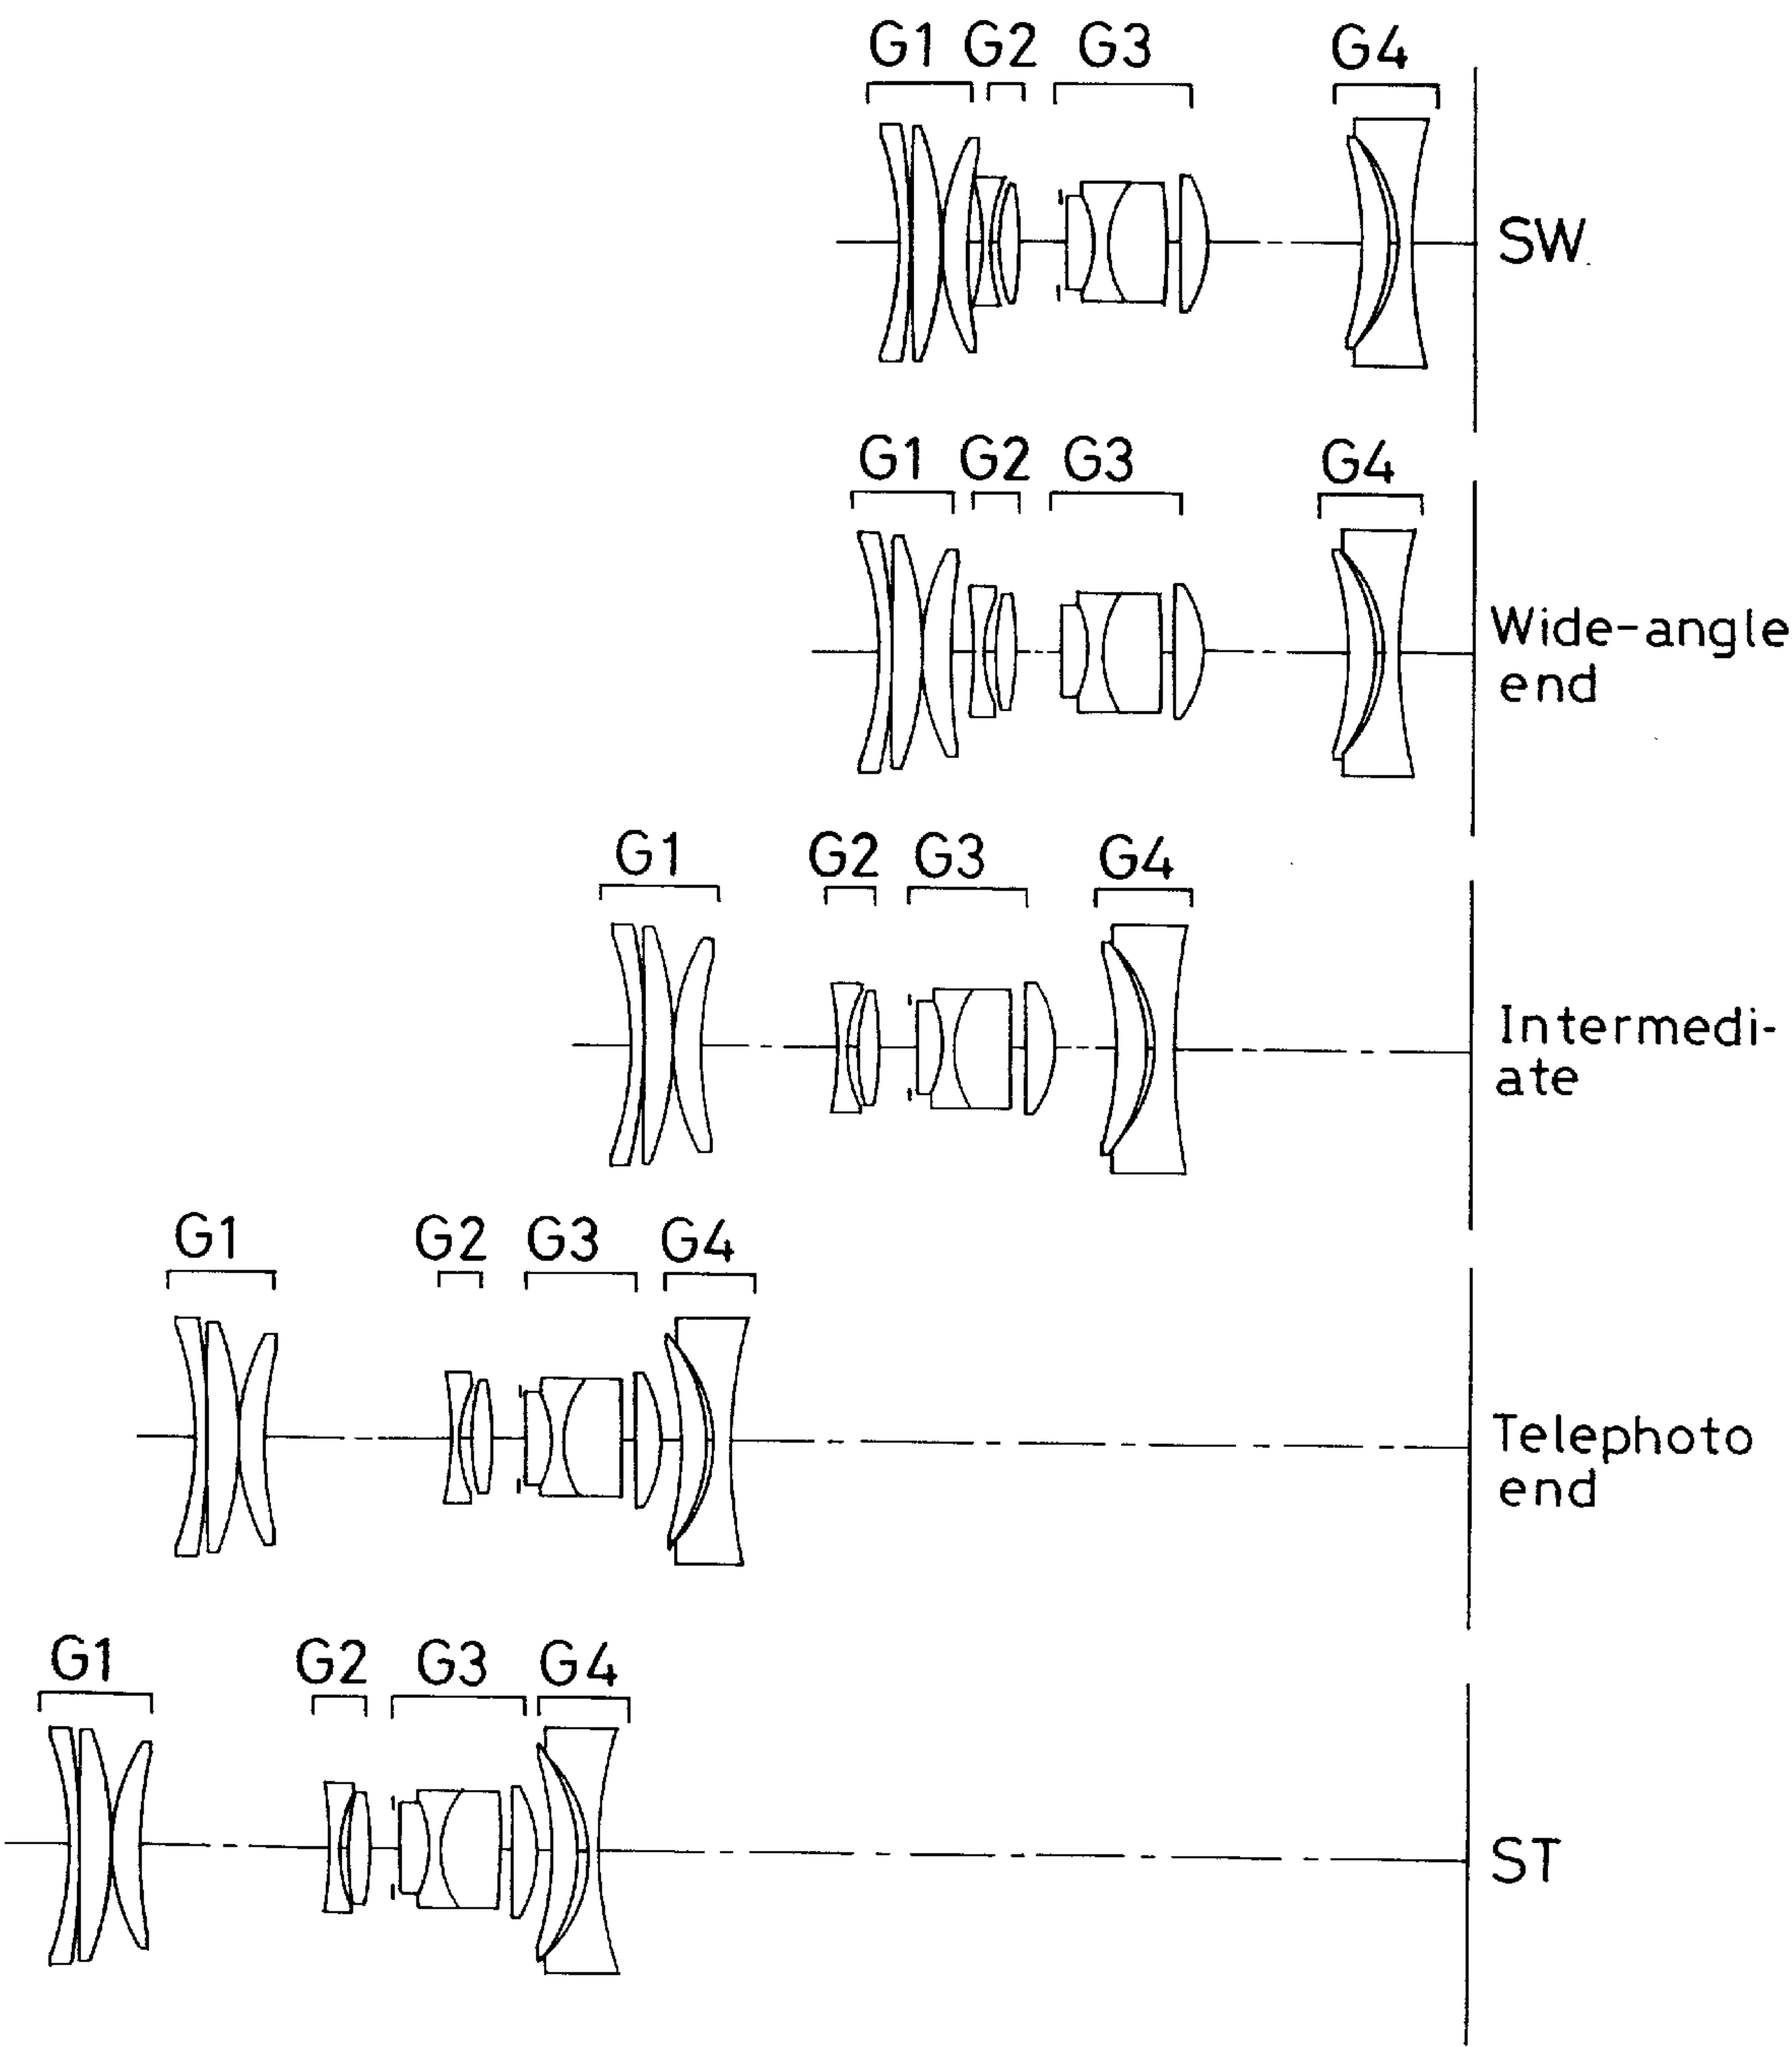 G1 G2 G3 G4
SW
G1 G2 G3 G4
Wide-angle
end
G1 G2 G3 G4
Intermedi-
ate
G1 G2 G3 G4
Telephoto
end
G1 G2 G3 G4
ST